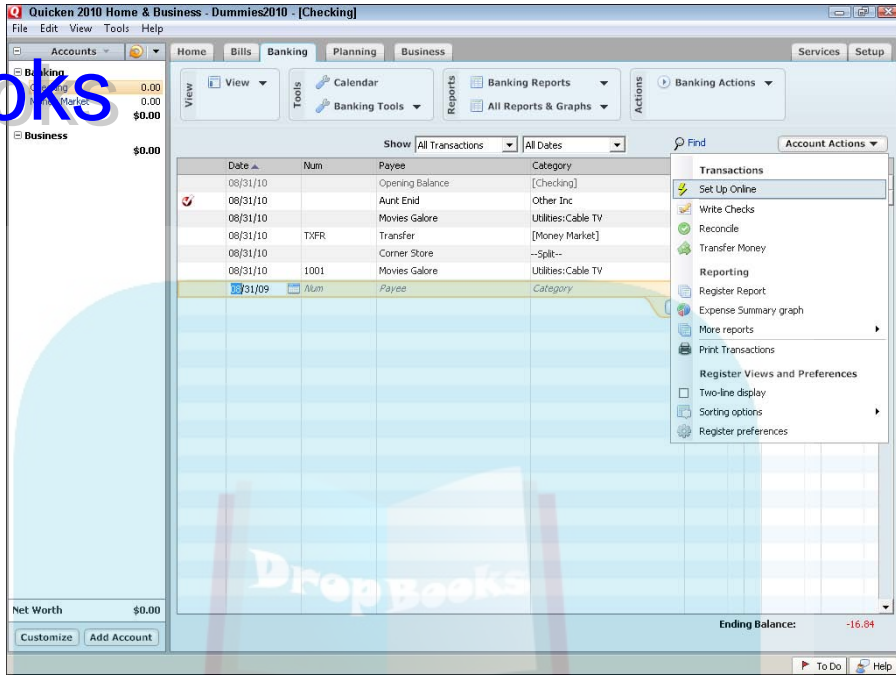 Quicken 2010 Home & Business - Dummies2010 - [Checking]
File Edit View Tools Help
Accounts
Home Bills Banking Planning Business Services Setup
oks
Banking
Checking 0.00
Money Market 0.00
$0.00
Business
$0.00
View
View
Tools
Calendar
Banking Tools
Reports
Banking Reports
All Reports & Graphs
Actions
Banking Actions
Show All Transactions All Dates Find Account Actions
Date Num Payee Category
08/31/10 Opening Balance [Checking]
08/31/10 Aunt Enid Other Inc
08/31/10 Movies Galore Utilities:Cable TV
08/31/10 TXFR Transfer [Money Market]
08/31/10 Corner Store --Split--
08/31/10 1001 Movies Galore Utilities:Cable TV
08/31/09 Num Payee Category
Transactions
Set Up Online
Write Checks
Reconcile
Transfer Money
Reporting
Register Report
Expense Summary graph
More reports
Print Transactions
Register Views and Preferences
Two-line display
Sorting options
Register preferences
DropBooks
Net Worth $0.00
Customize Add Account
Ending Balance: -16.84
To Do Help